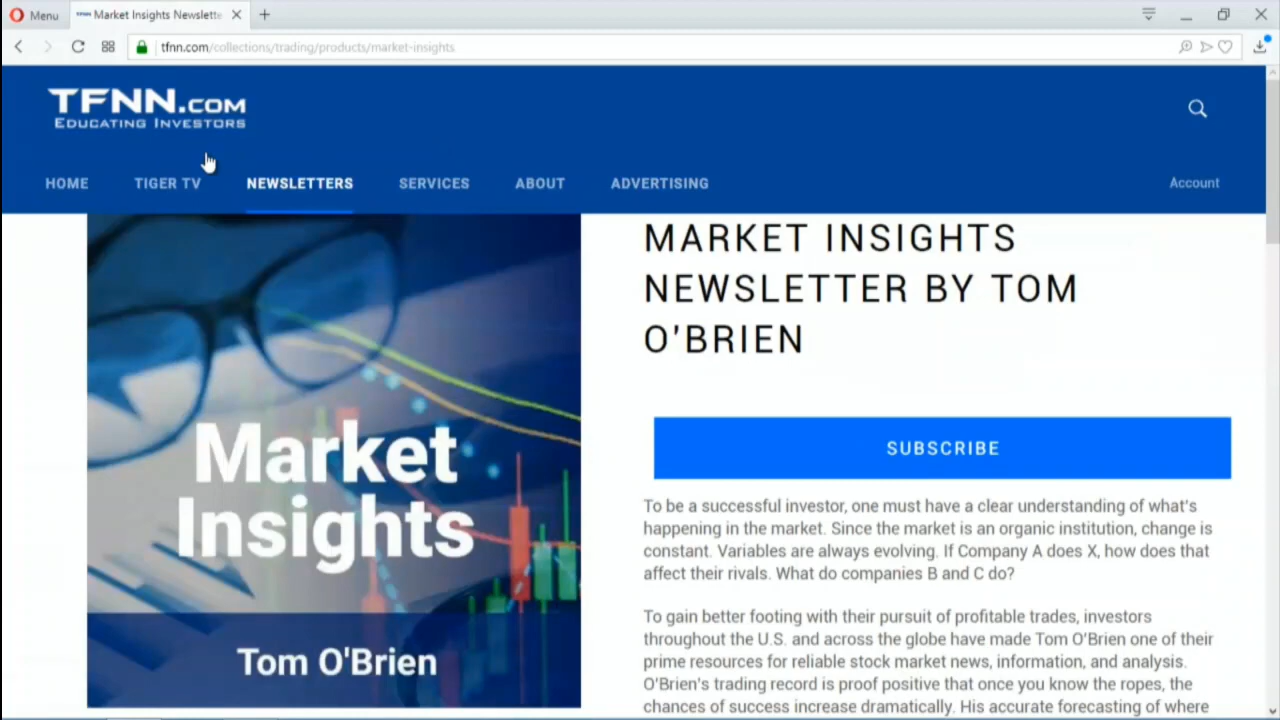 Menu
Market Insights Newslette
tfnn.com/collections/trading/products/market-insights
TFNN.COM
EDUCATING INVESTORS
HOME TIGER TV NEWSLETTERS SERVICES ABOUT ADVERTISING Account
Market
Insights
Tom O'Brien
MARKET INSIGHTS
NEWSLETTER BY TOM
O'BRIEN
SUBSCRIBE
To be a successful investor, one must have a clear understanding of what's
happening in the market. Since the market is an organic institution, change is
constant. Variables are always evolving. If Company A does X, how does that
affect their rivals. What do companies B and C do?
To gain better footing with their pursuit of profitable trades, investors
throughout the U.S. and across the globe have made Tom O'Brien one of their
prime resources for reliable stock market news, information, and analysis.
O'Brien's trading record is proof positive that once you know the ropes, the
chances of success increase dramatically. His accurate forecasting of where